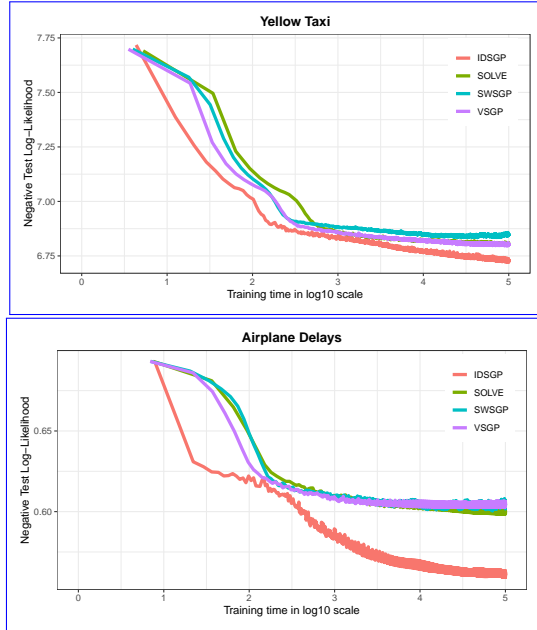 Yellow Taxi
Negative Test Log−Likelihood
7.75
7.50
7.25
7.00
6.75
IDSGP
SOLVE
SWSGP
VSGP
0 1 2 3 4 5
Training time in log10 scale
Airplane Delays
Negative Test Log−Likelihood
0.65
0.60
IDSGP
SOLVE
SWSGP
VSGP
0 1 2 3 4 5
Training time in log10 scale